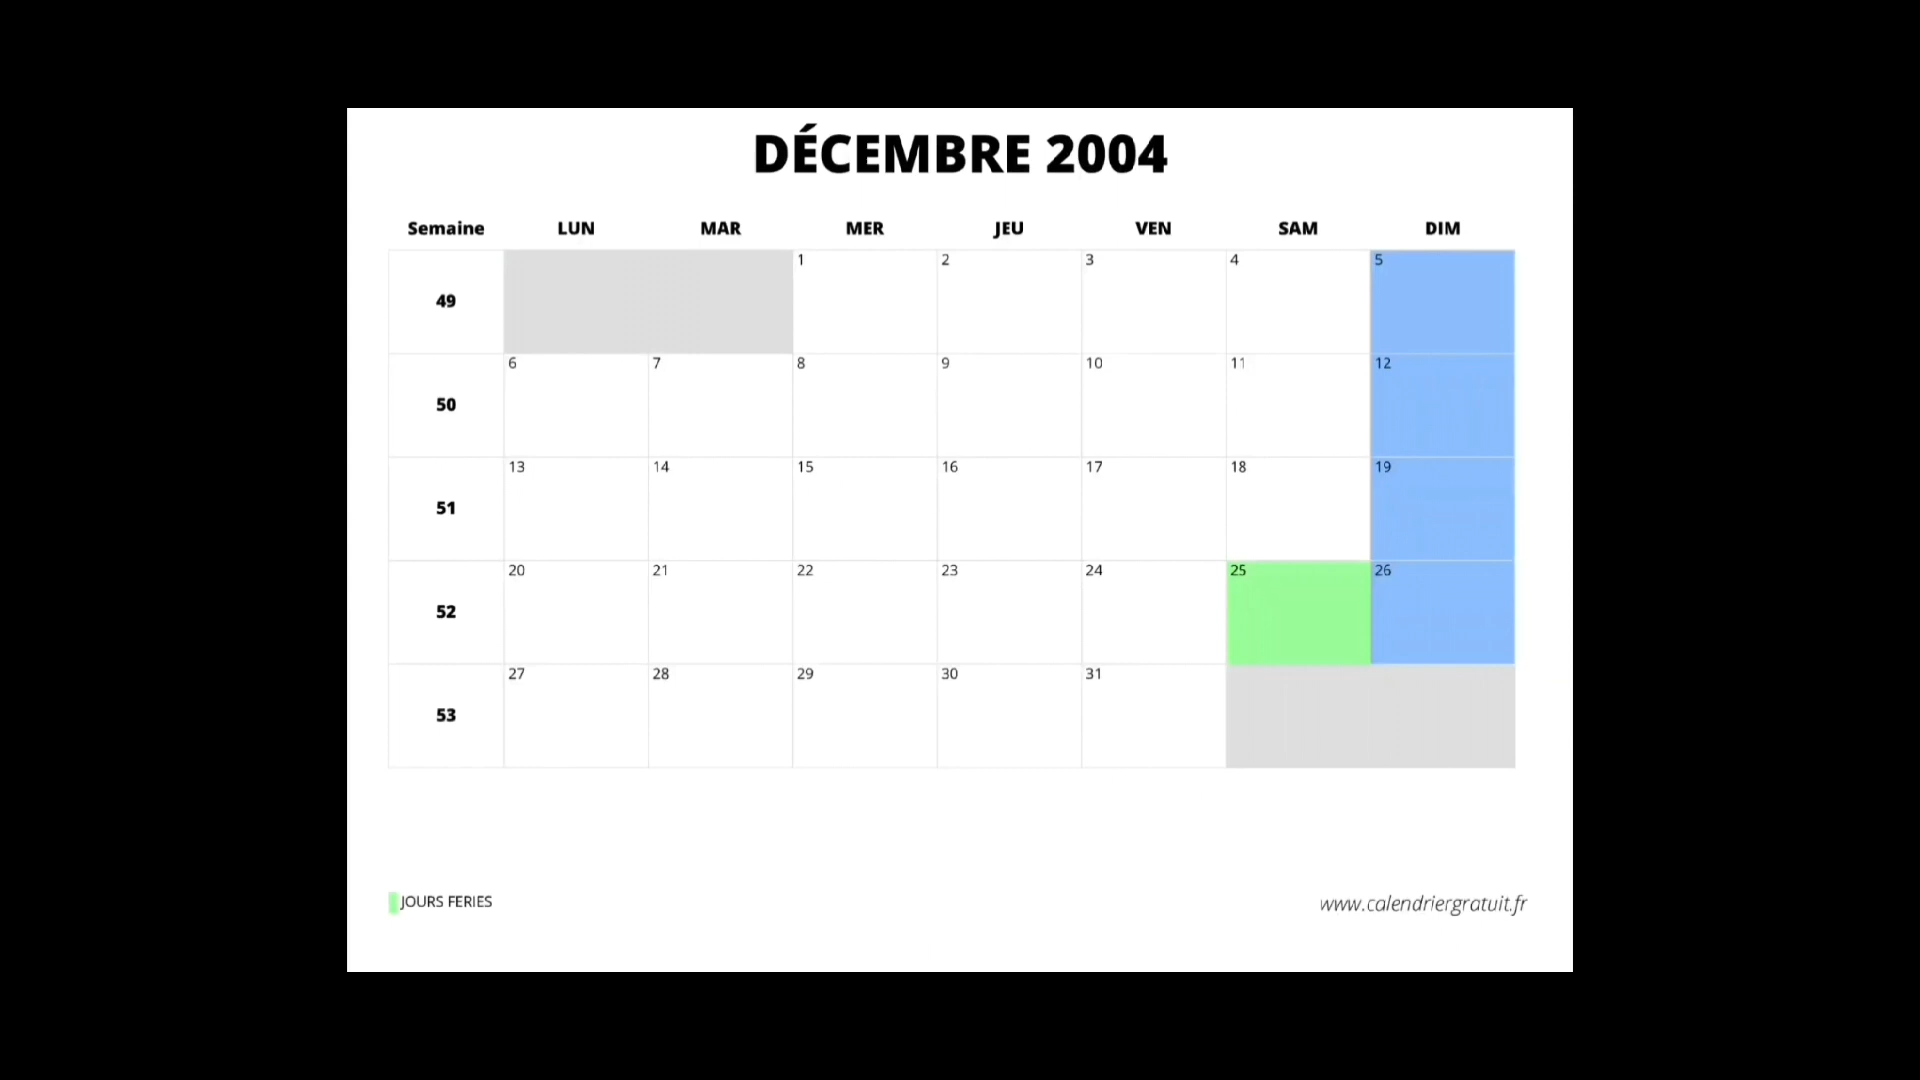 DÉCEMBRE 2004
Semaine LUN MAR MER JEU VEN SAM DIM
49 1 2 3 4 5
50 6 7 8 9 10 11 12
51 13 14 15 16 17 18 19
52 20 21 22 23 24 25 26
53 27 28 29 30 31
JOURS FERIES
www.calendriergratuit.fr